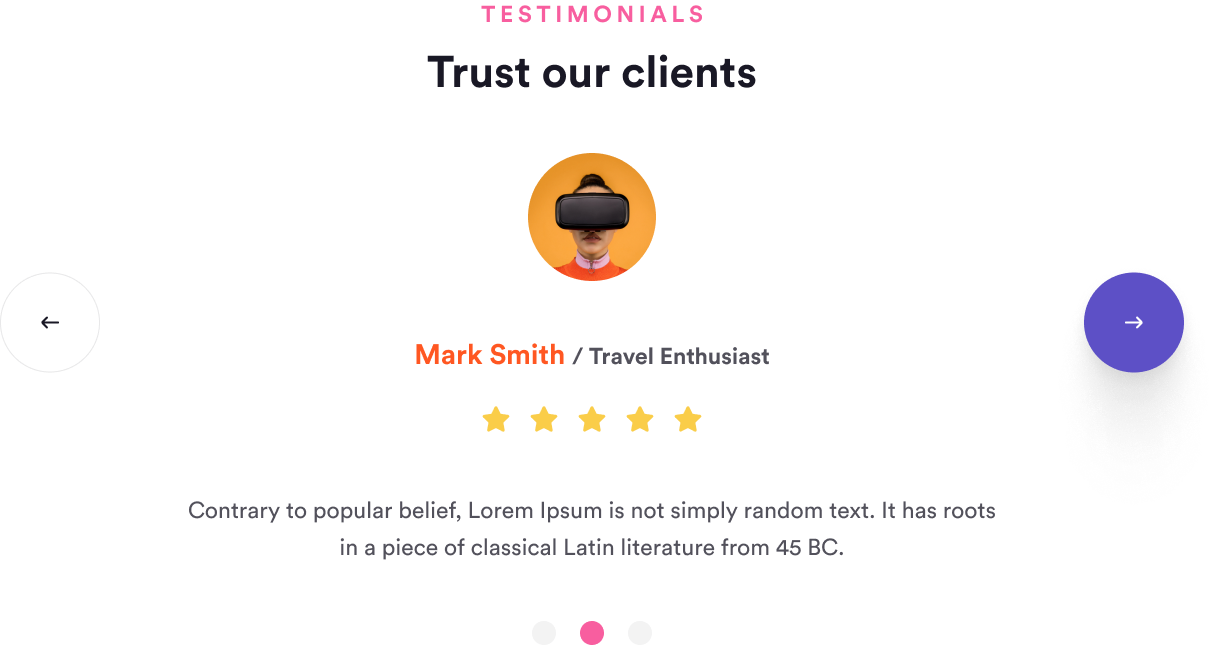 TESTIMONIALS
Trust our clients
Mark Smith / Travel Enthusiast
Contrary to popular belief, Lorem Ipsum is not simply random text. It has roots
in a piece of classical Latin literature from 45 BC.